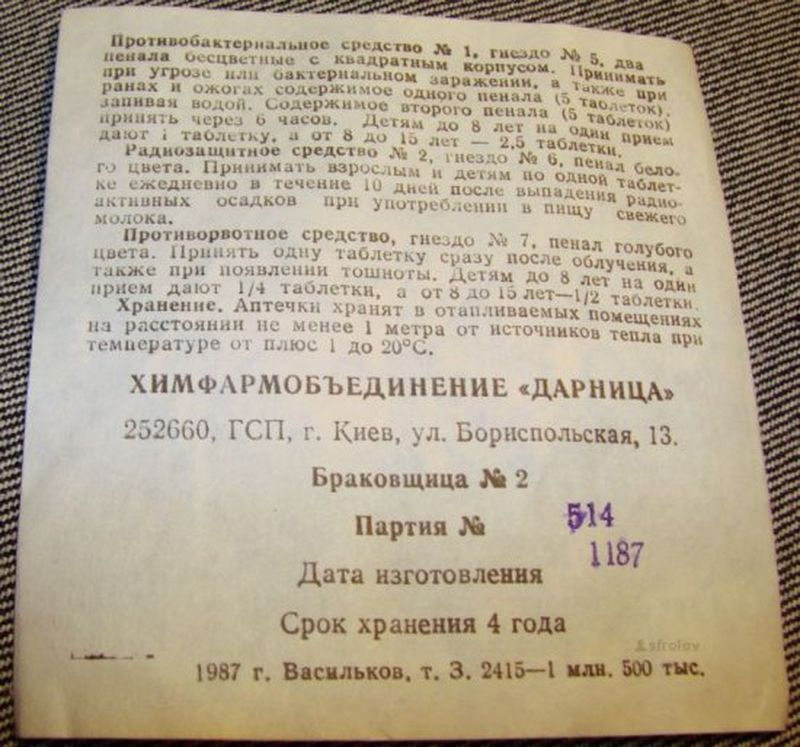 Противобактериальное средство № 1, гнездо № 5, два
пенала бесцветные с квадратным корпусом. Принимать
при угрозе или бактериальном заражении, а также при
ранах и ожогах содержимое одного пенала (5 таблеток),
запивая водой. Содержимое второго пенала (5 таблеток)
принять через 6 часов. Детям до 8 лет на один прием
дают 1 таблетку, а от 8 до 15 лет — 2,5 таблетки.
Радиозащитное средство № 2, гнездо № 6, пенал бело-
го цвета. Принимать взрослым и детям по одной таблет-
ке ежедневно в течение 10 дней после выпадения радио-
активных осадков при употреблении в пищу свежего
молока.
Противорвотное средство, гнездо № 7, пенал голубого
цвета. Принять одну таблетку сразу после облучения, а
также при появлении тошноты. Детям до 8 лет на один
прием дают 1/4 таблетки, а от 8 до 15 лет—1/2 таблетки.
Хранение. Аптечки хранят в отапливаемых помещениях
на расстоянии не менее 1 метра от источников тепла при
температуре от плюс 1 до 20°С.
ХИМФАРМОБЪЕДИНЕНИЕ «ДАРНИЦА»
252660, ГСП, г. Киев, ул. Бориспольская, 13.
Браковщица № 2
Партия № 514
1187
Дата изготовления
Срок хранения 4 года
sfrolov
1987 г. Васильков, т. З. 2415—1 млн. 500 тыс.